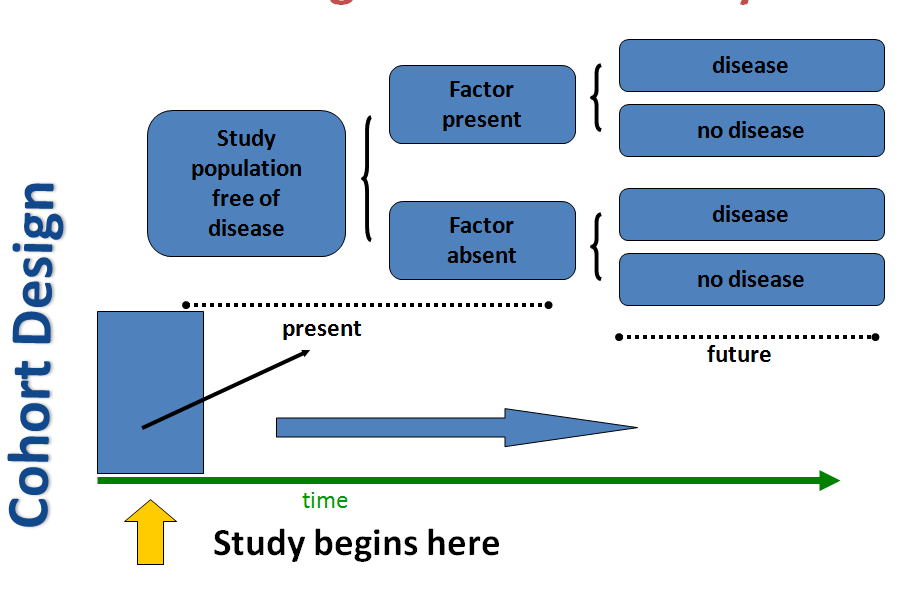 Study
population
free of
disease
Factor
present
Factor
absent
disease
no disease
disease
no disease
present
future
time
Study begins here
Cohort Design